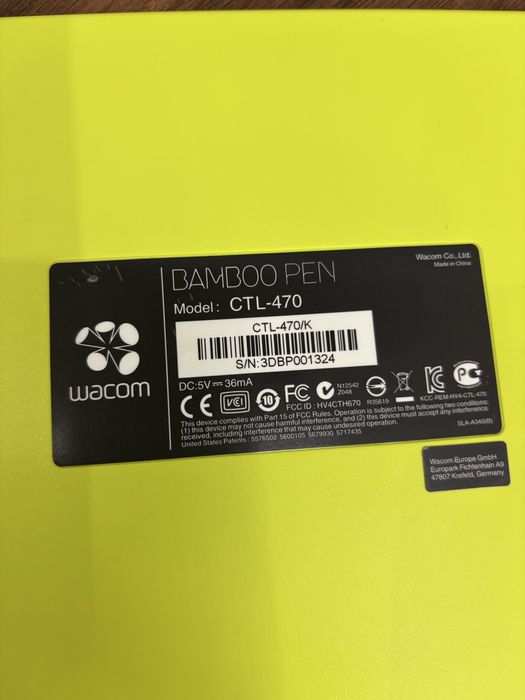 Wacom Co., Ltd.
Made in China
BAMBOO PEN
Model: CTL-470
CTL-470/K
S/N:3DBP001324
wacom
DC:5V 36mA
CE VCI 10 FC N12542
Z048 R35619 KCC-REM-HV4-CTL-470
FCC ID : HV4CTH670
This device complies with Part 15 of FCC Rules. Operation is subject to the following two conditions:
(1) this device may not cause harmful interference, and (2) this device must accept any interference
received, including interference that may cause undesired operation.
United States Patents : 5576502 5600105 5679930 5717435
SLA-A340(B)
Wacom Europe GmbH
Europark Fichtenhain A9
47807 Krefeld, Germany